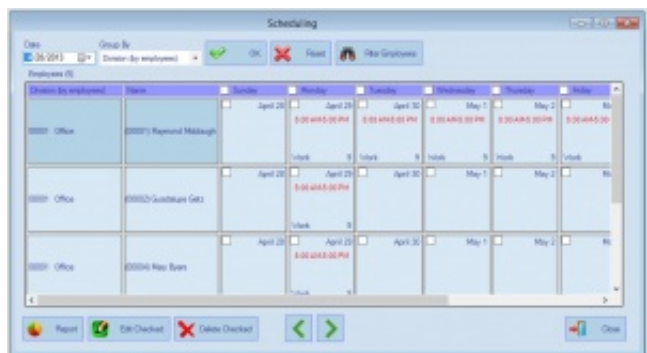 Scheduling
Date
Group By
/26/2013
Division (by employees)
OK
Reset
Filter Employees
Employees (5)
Division (by employees) Name Sunday Monday Tuesday Wednesday Thursday Friday
April 28 April 29 April 30 May 1 May 2
8:00 AM-5:00 PM 8:00 AM-5:00 PM 8:00 AM-5:00 PM 8:00 AM-5:00 PM
Office (00001) Raymond
Work 9 Work 9 Work 9 Work 9 Work
April 28 April 29 April 30 May 1 May 2
8:00 AM-5:00 PM
Office (00002) Guadalupe Getz
Work 9
April 28 April 29 April 30 May 1 May 2
8:00 AM-5:00 PM
Office (00004) Mary Byers
Report
Edit Checked
Delete Checked
Close